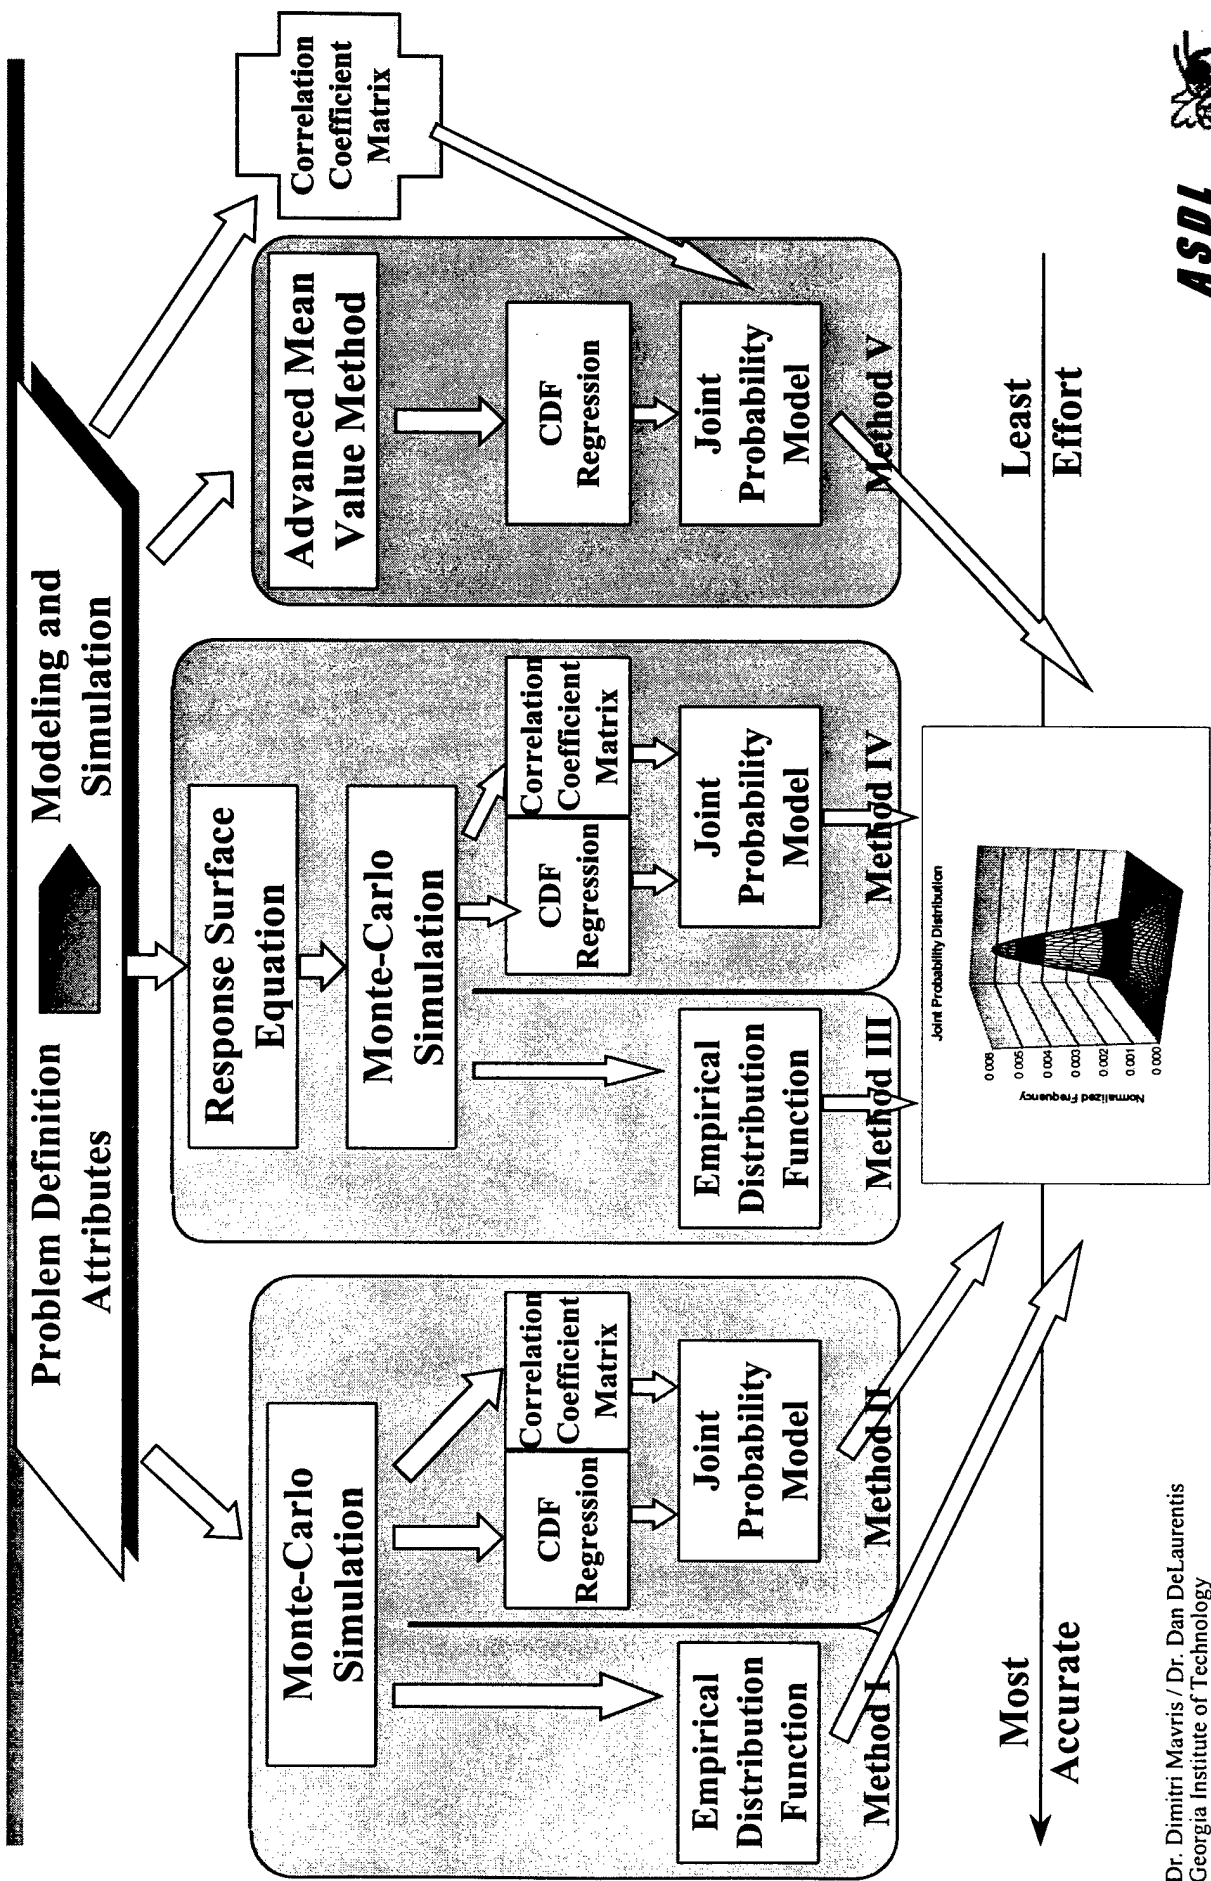 Problem Definition
Attributes
Modeling and
Simulation
Monte-Carlo
Simulation
CDF
Regression
Correlation
Coefficient
Matrix
Empirical
Distribution
Function
Joint
Probability
Model
Method I
Method II
Response Surface
Equation
Monte-Carlo
Simulation
CDF
Regression
Correlation
Coefficient
Matrix
Empirical
Distribution
Function
Joint
Probability
Model
Method III
Method IV
Advanced Mean
Value Method
CDF
Regression
Joint
Probability
Model
Method V
Correlation
Coefficient
Matrix
Most
Accurate
Joint Probability Distribution
Normalized Frequency
0.006
0.005
0.004
0.003
0.002
0.001
0.000
Least
Effort
Dr. Dimitri Mavris / Dr. Dan DeLaurentis
Georgia Institute of Technology
ASDL